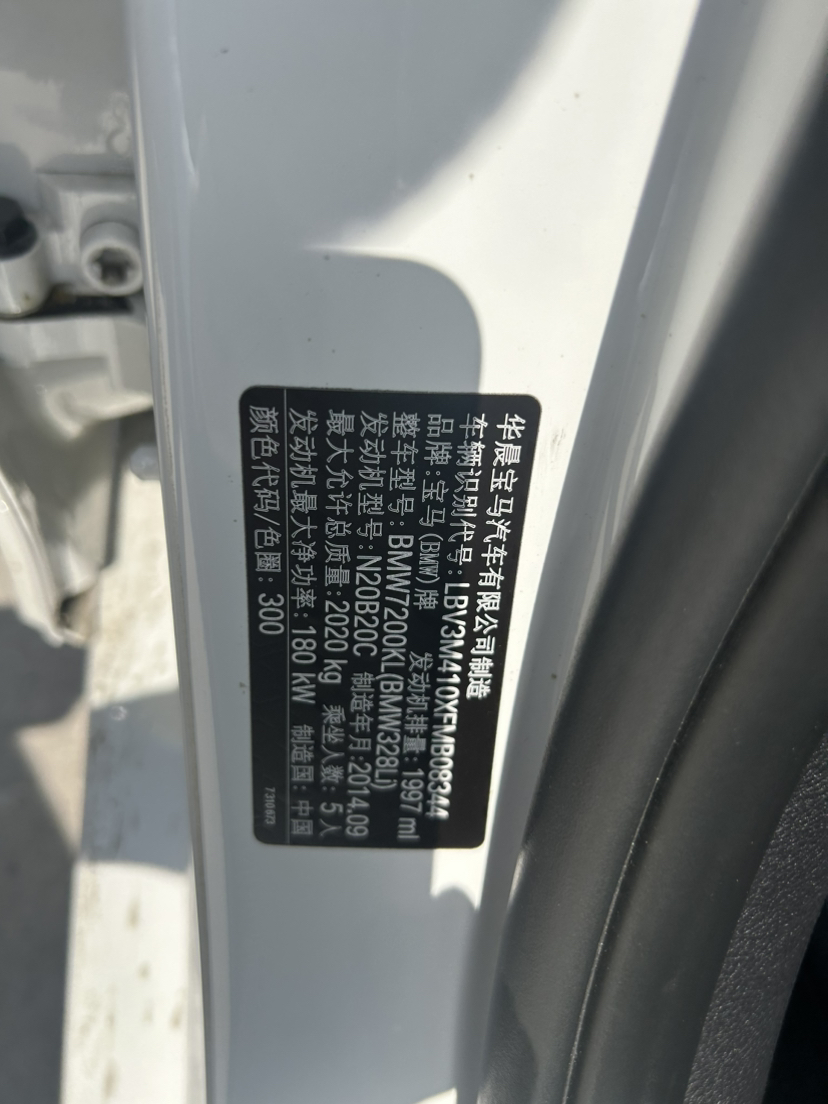 华晨宝马汽车有限公司制造
车辆识别代号: LBV3M410XEMB08344
品牌:宝马(BMW)牌 发动机排量: 1997 ml
整车型号: BMW7200KL(BMW328Li)
发动机型号: N20B20C 制造年月:2014.09
最大允许总质量: 2020 kg 乘坐人数: 5人
发动机最大净功率: 180 kW 制造国: 中国
颜色代码/色圈: 300
7310673